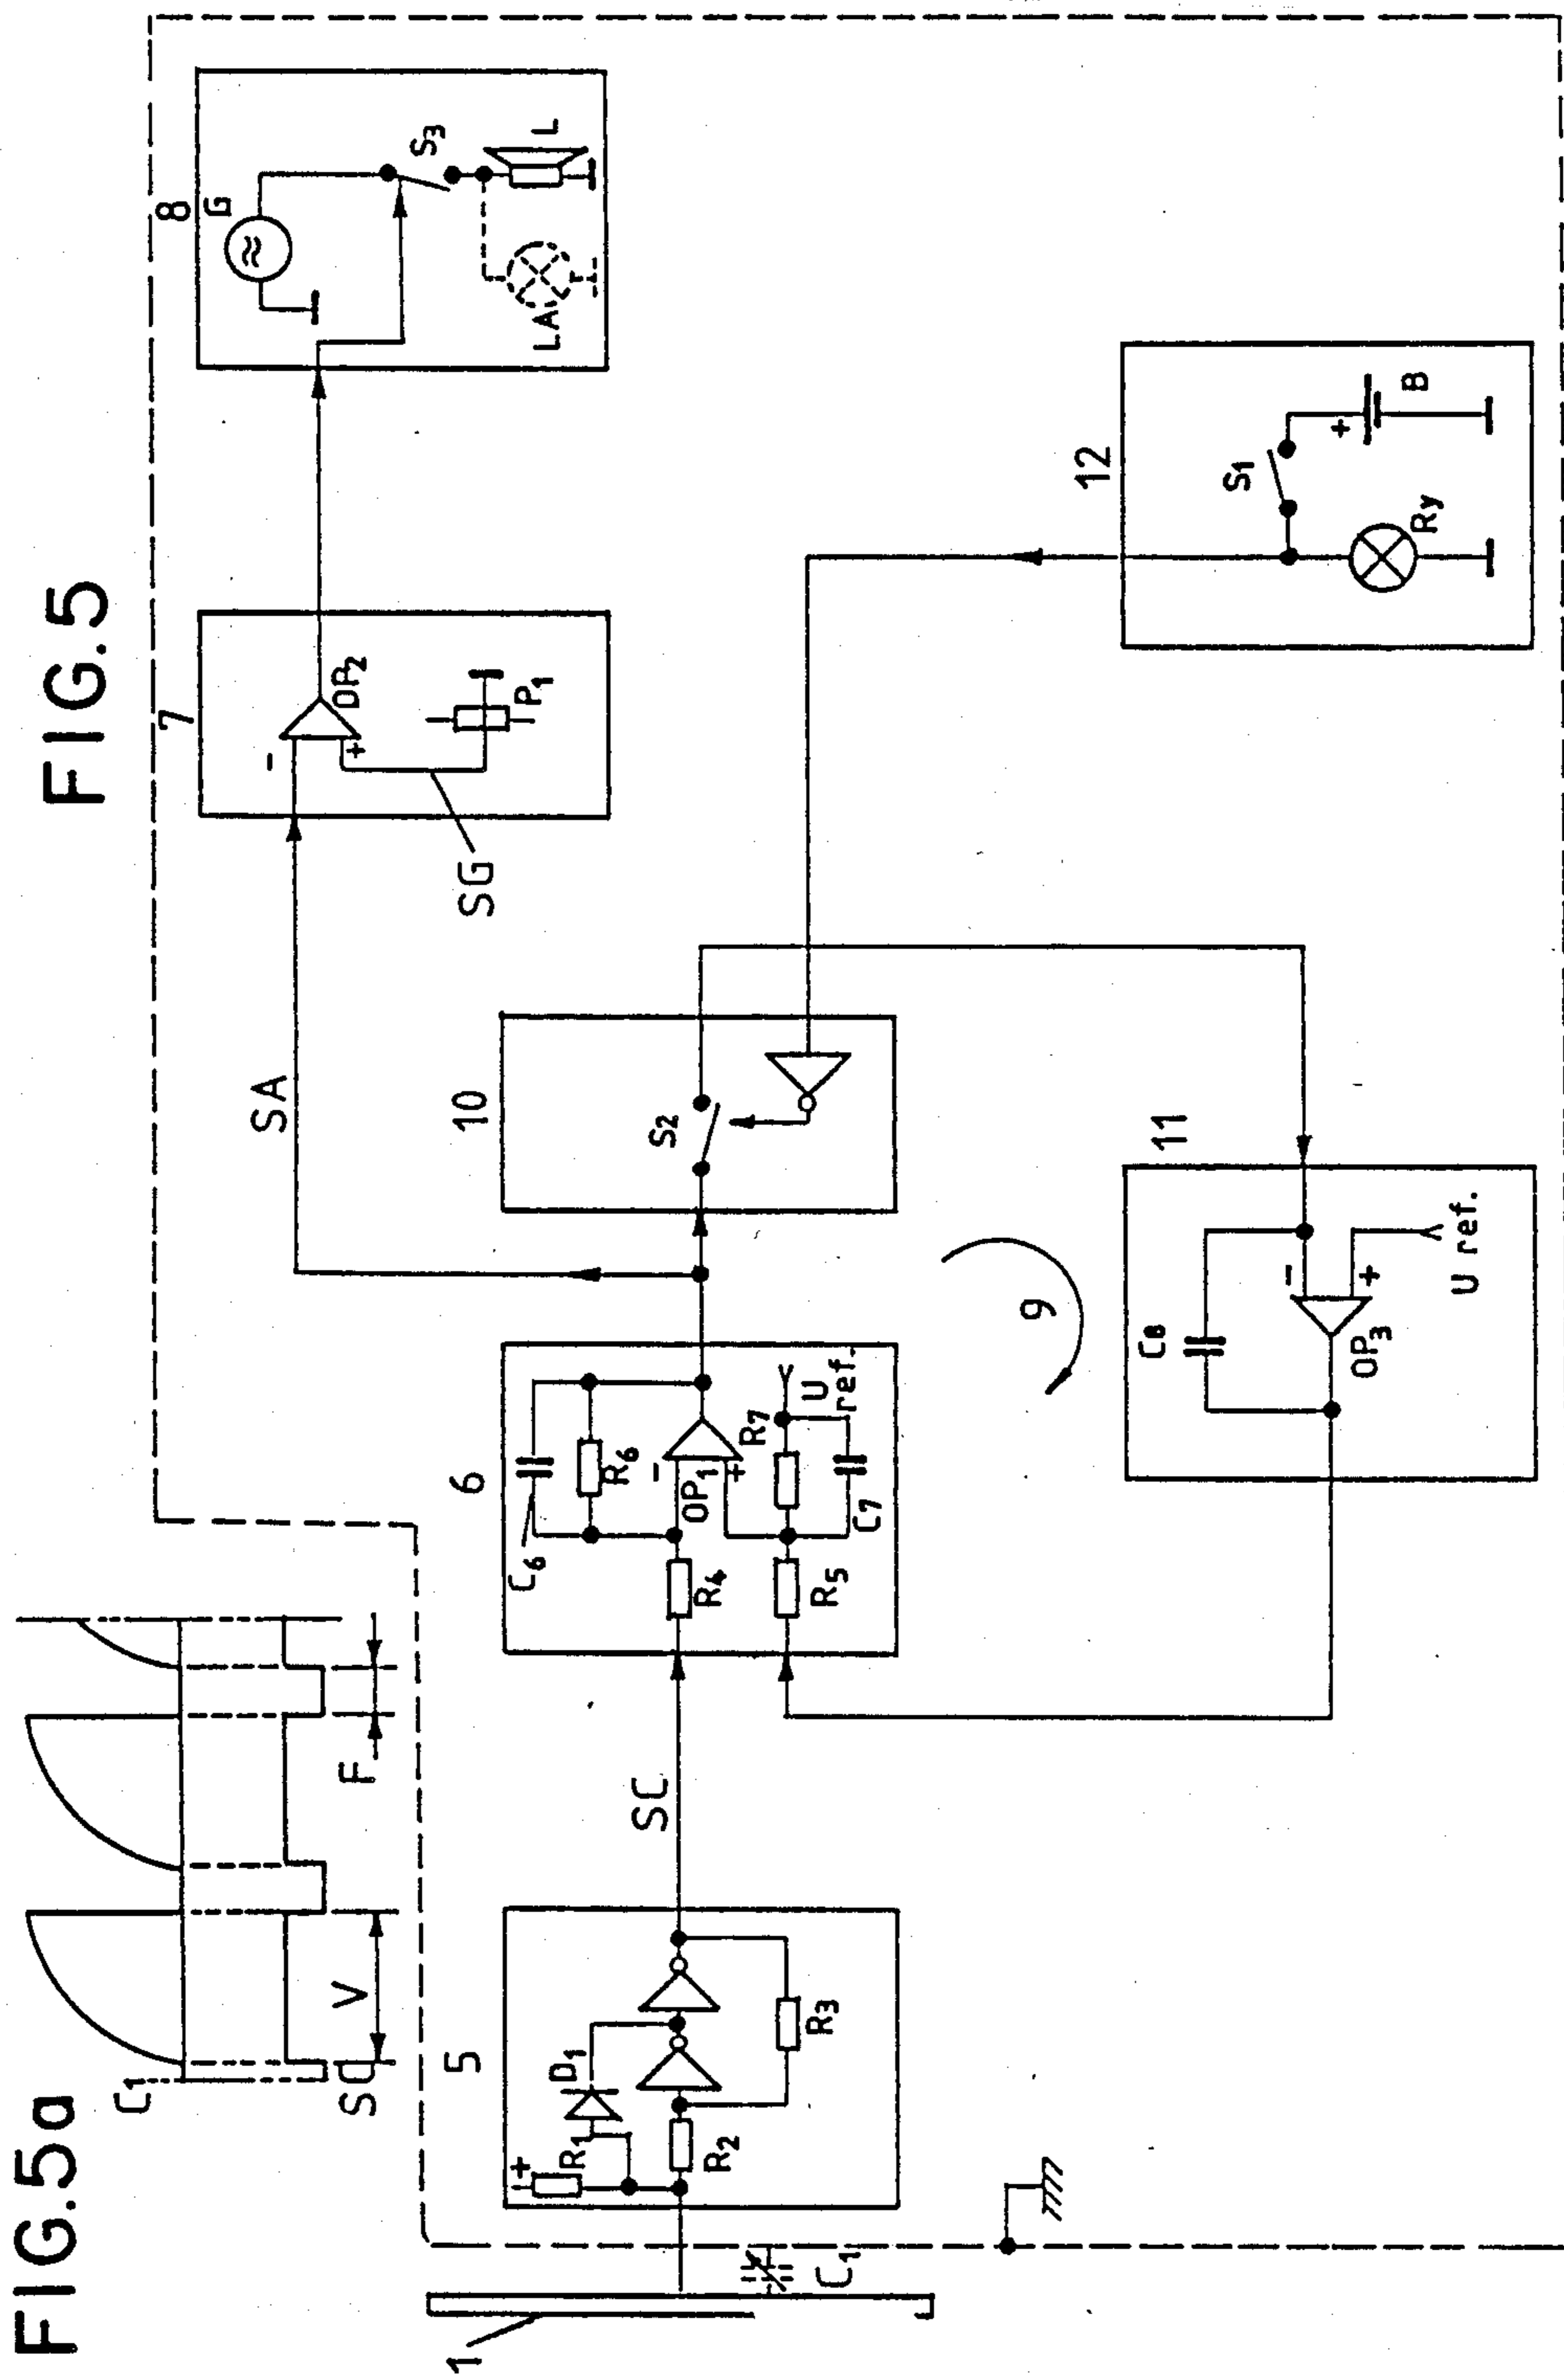 FIG.5
FIG.5a
C1
SC
V
F
1
C1
5
+
R1
D1
R2
R3
SC
6
C6
R4
R6
-
OP1
+
R5
R7
C7
U ref.
SA
10
S2
9
11
C8
-
+
OP3
U ref.
7
-
+
OP2
P1
SG
8
G
S3
L
LA
12
S1
+
B
Ry